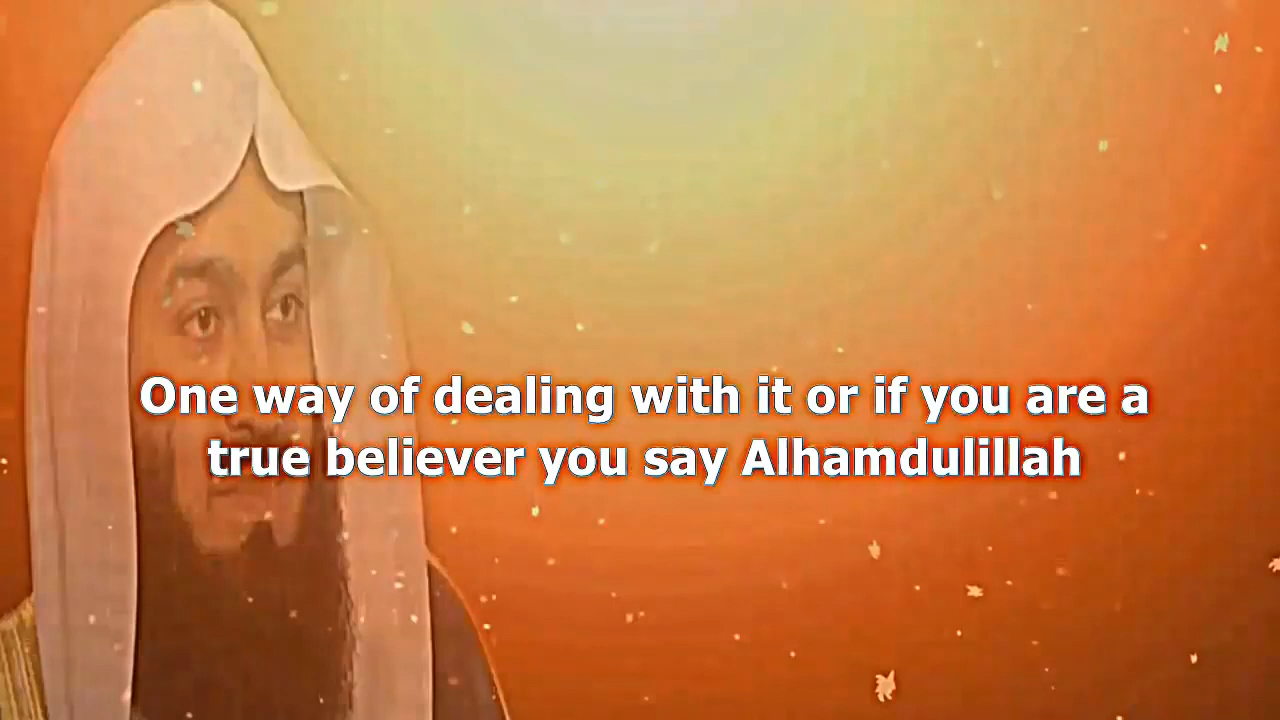 One way of dealing with it or if you are a
true believer you say Alhamdulillah